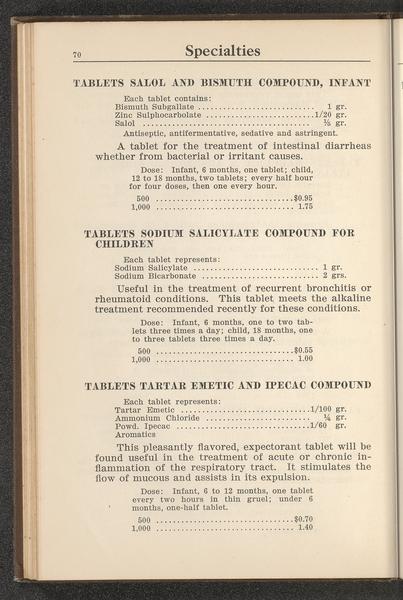 70
Specialties
TABLETS SALOL AND BISMUTH COMPOUND, INFANT
Each tablet contains:
Bismuth Subgallate ........................... 1 gr.
Zinc Sulphocarbolate .........................1/20 gr.
Salol ......................................... ⅛ gr.
Antiseptic, antifermentative, sedative and astringent.
A tablet for the treatment of intestinal diarrheas
whether from bacterial or irritant causes.
Dose: Infant, 6 months, one tablet; child,
12 to 18 months, two tablets; every half hour
for four doses, then one every hour.
500 ................................$0.95
1,000 ................................ 1.75
TABLETS SODIUM SALICYLATE COMPOUND FOR
CHILDREN
Each tablet represents:
Sodium Salicylate ............................. 1 gr.
Sodium Bicarbonate ........................... 2 grs.
Useful in the treatment of recurrent bronchitis or
rheumatoid conditions. This tablet meets the alkaline
treatment recommended recently for these conditions.
Dose: Infant, 6 months, one to two tab-
lets three times a day; child, 18 months, one
to three tablets three times a day.
500 ................................$0.55
1,000 ................................ 1.00
TABLETS TARTAR EMETIC AND IPECAC COMPOUND
Each tablet represents:
Tartar Emetic ..............................1/100 gr.
Ammonium Chloride ........................ ¼ gr.
Powd. Ipecac ...............................1/60 gr.
Aromatics
This pleasantly flavored, expectorant tablet will be
found useful in the treatment of acute or chronic in-
flammation of the respiratory tract. It stimulates the
flow of mucous and assists in its expulsion.
Dose: Infant, 6 to 12 months, one tablet
every two hours in thin gruel; under 6
months, one-half tablet.
500 ................................$0.70
1,000 ................................ 1.40